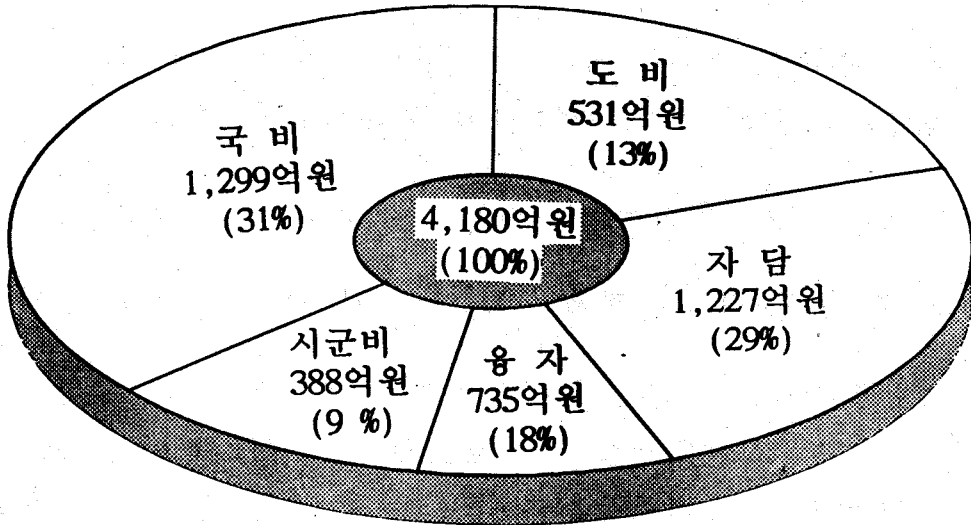 도 비
531억원
(13%)
국 비
1,299억원
(31%)
4,180억원
(100%)
자 담
1,227억원
(29%)
시군비
388억원
(9 %)
융 자
735억원
(18%)